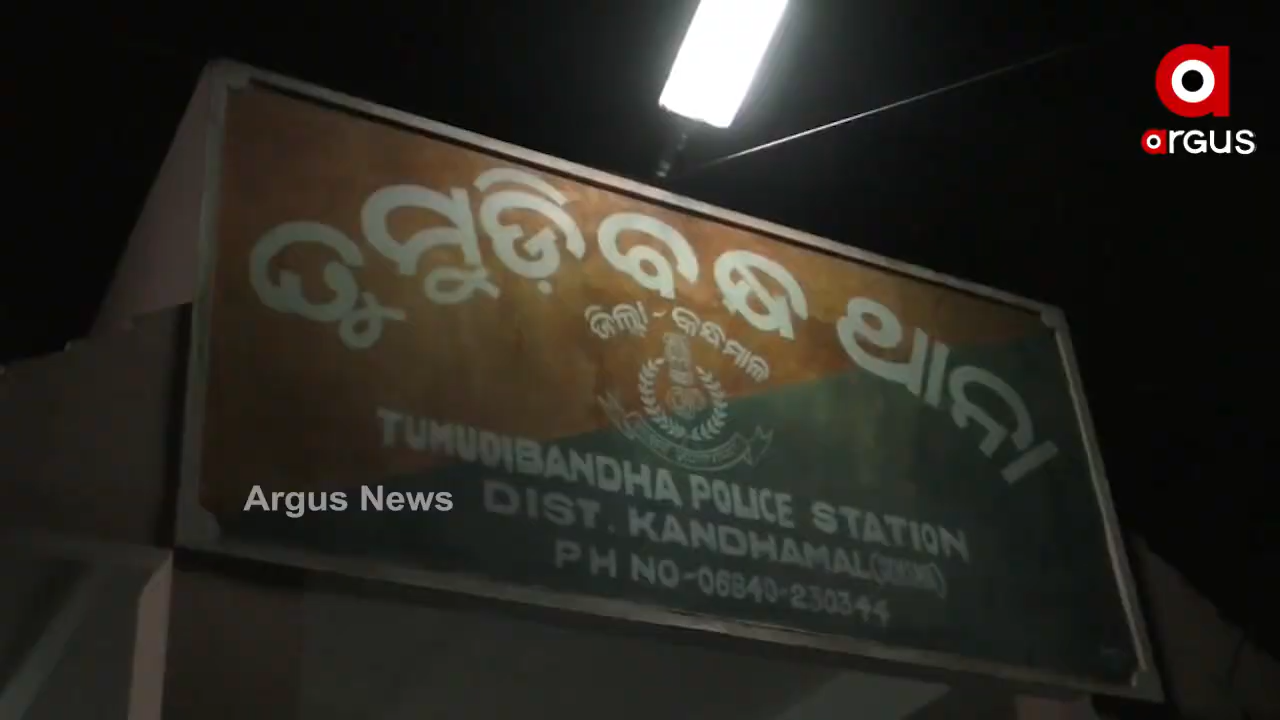 argus
ତୁମୁଡ଼ିବନ୍ଧ ଥାନା
ଜିଲ୍ଲା - କନ୍ଧମାଳ
TUMUDIBANDHA POLICE STATION
Argus News
DIST. KANDHAMAL
PH NO-06840-230344